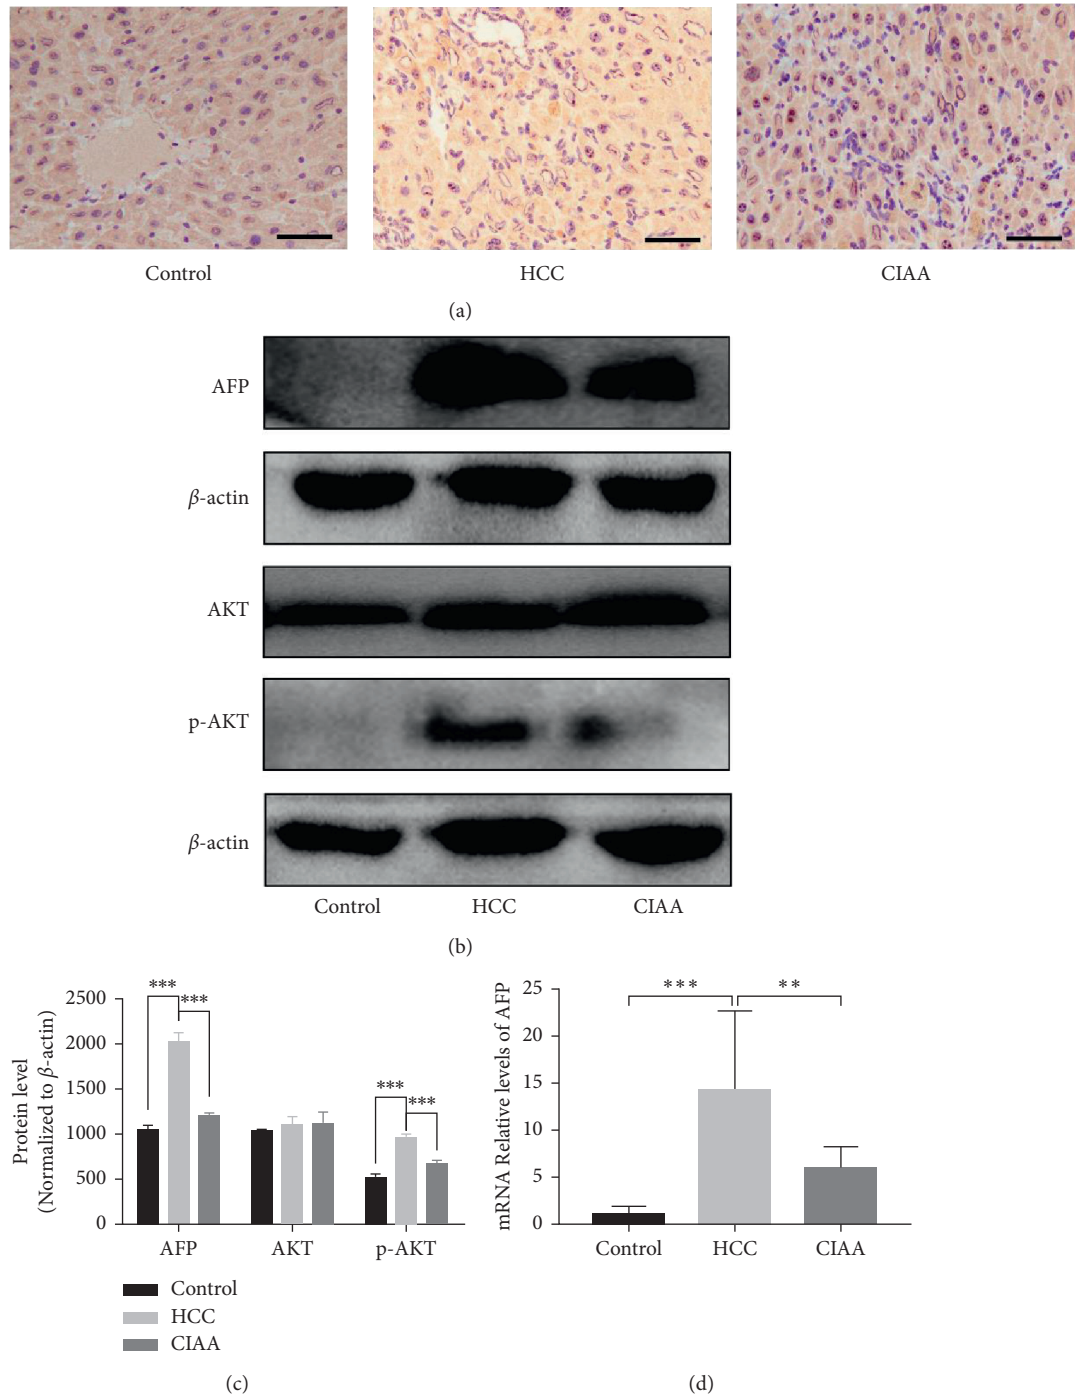 Control HCC CIAA
(a)
AFP
β-actin
AKT
p-AKT
β-actin
Control HCC CIAA
(b)
Protein level
(Normalized to β-actin)
2500
2000
1500
1000
500
0
*** ***
*** ***
AFP AKT p-AKT
Control
HCC
CIAA
(c)
mRNA Relative levels of AFP
25
20
15
10
5
0
*** **
Control HCC CIAA
(d)